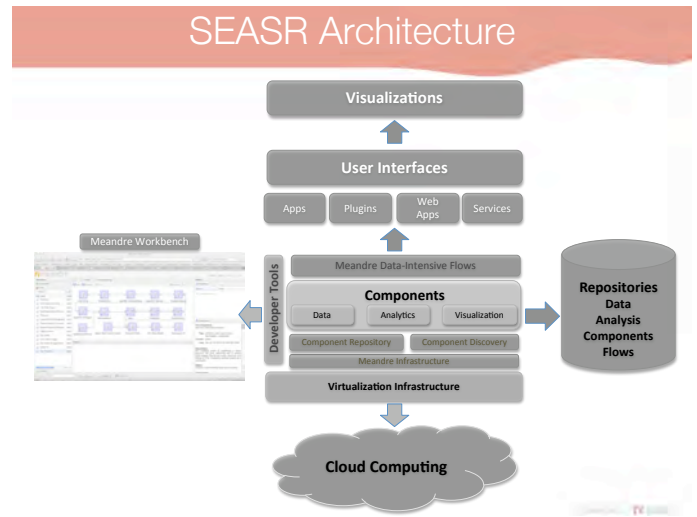 SEASR Architecture
Visualizations
User Interfaces
Apps
Plugins
Web
Apps
Services
Meandre Workbench
Developer Tools
Meandre Data-Intensive Flows
Components
Data
Analytics
Visualization
Component Repository
Component Discovery
Meandre Infrastructure
Virtualization Infrastructure
Repositories
Data
Analysis
Components
Flows
Cloud Computing